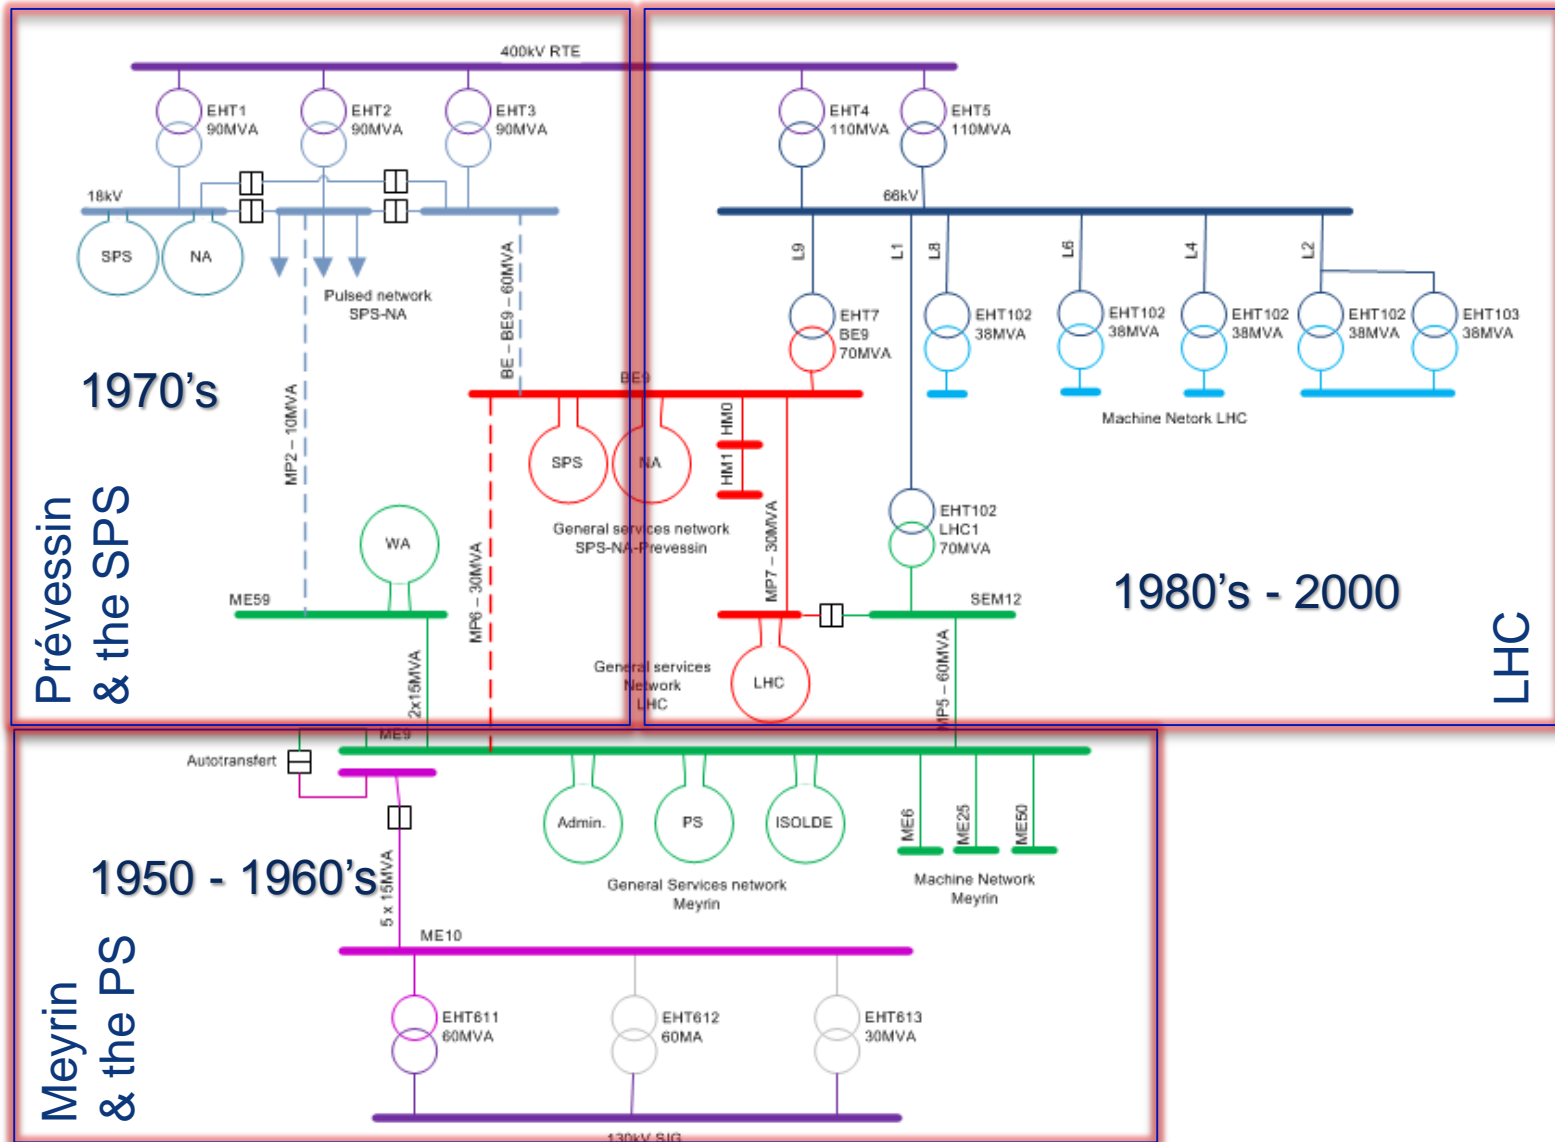 400kV RTE
EHT1
90MVA
EHT2
90MVA
EHT3
90MVA
EHT4
110MVA
EHT5
110MVA
18kV
66kV
SPS
NA
Pulsed network
SPS-NA
BE – BE9 – 60MVA
L9
L1
L8
L6
L4
L2
EHT7
BE9
70MVA
EHT102
38MVA
EHT102
38MVA
EHT102
38MVA
EHT102
38MVA
EHT103
38MVA
Machine Netork LHC
1970's
MP2 – 10MVA
BE9
SPS
NA
HM0
HM1
General services network
SPS-NA-Prevessin
MP6 – 30MVA
MP7 – 30MVA
EHT102
LHC1
70MVA
WA
ME59
SEM12
1980's - 2000
Prévessin
& the SPS
LHC
2x15MVA
General services
Network
LHC
LHC
MP5 – 60MVA
ME9
Autotransfert
Admin.
PS
ISOLDE
ME6
ME25
ME50
General Services network
Meyrin
Machine Network
Meyrin
1950 - 1960's
5 x 15MVA
ME10
Meyrin
& the PS
EHT611
60MVA
EHT612
60MA
EHT613
30MVA
130kV SIG